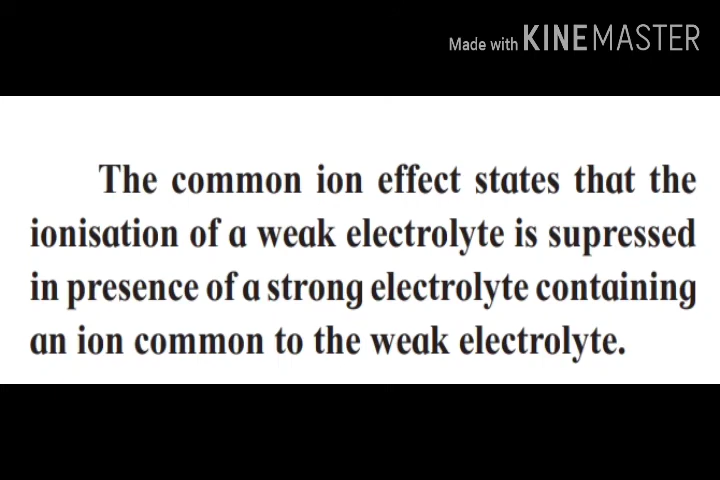 Made with KINEMASTER
The common ion effect states that the
ionisation of a weak electrolyte is supressed
in presence of a strong electrolyte containing
an ion common to the weak electrolyte.